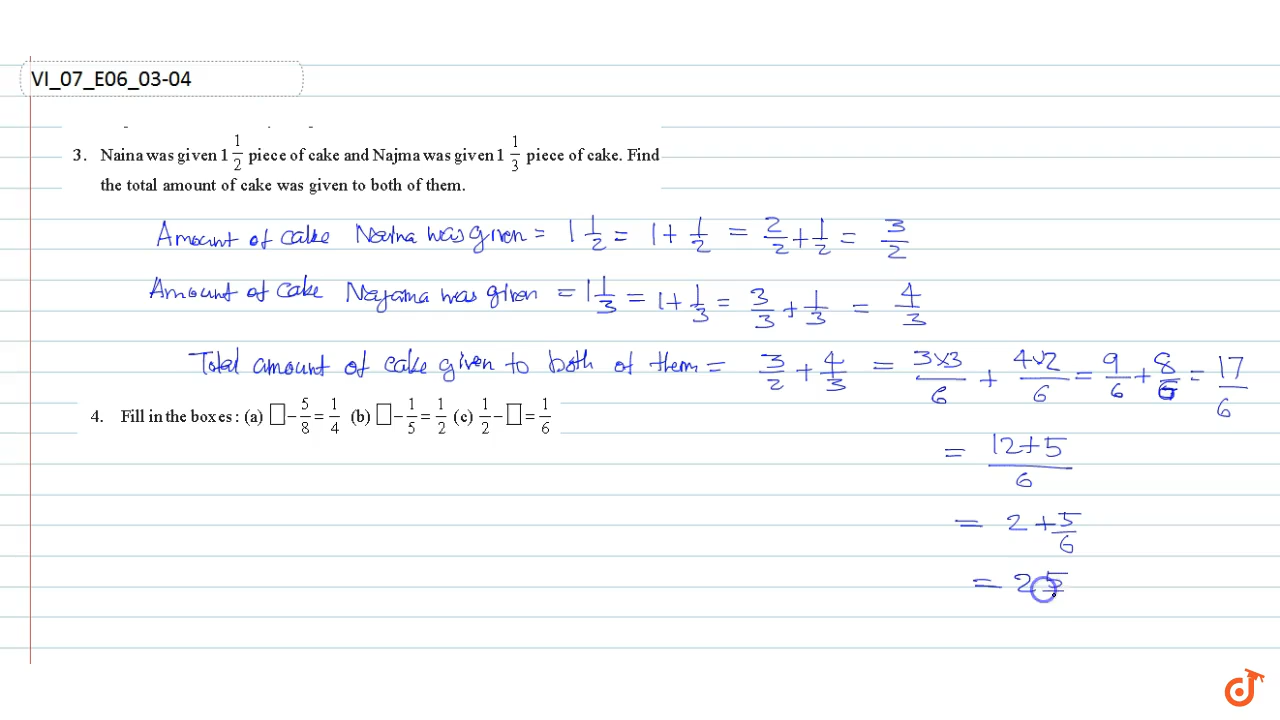 VI_07_E06_03-04
3. Naina was given 1 1/2 piece of cake and Najma was given 1 1/3 piece of cake. Find
the total amount of cake was given to both of them.
Amount of cake Naina was given = 1 1/2 = 1 + 1/2 = 2/2 + 1/2 = 3/2
Amount of cake Najama was given = 1 1/3 = 1 + 1/3 = 3/3 + 1/3 = 4/3
Total amount of cake given to both of them = 3/2 + 4/3 = 3×3/6 + 4×2/6 = 9/6 + 8/6 = 17/6
4. Fill in the boxes : (a) □ − 5/8 = 1/4 (b) □ − 1/5 = 1/2 (c) 1/2 − □ = 1/6
= 12+5/6
= 2 + 5/6
= 2 5